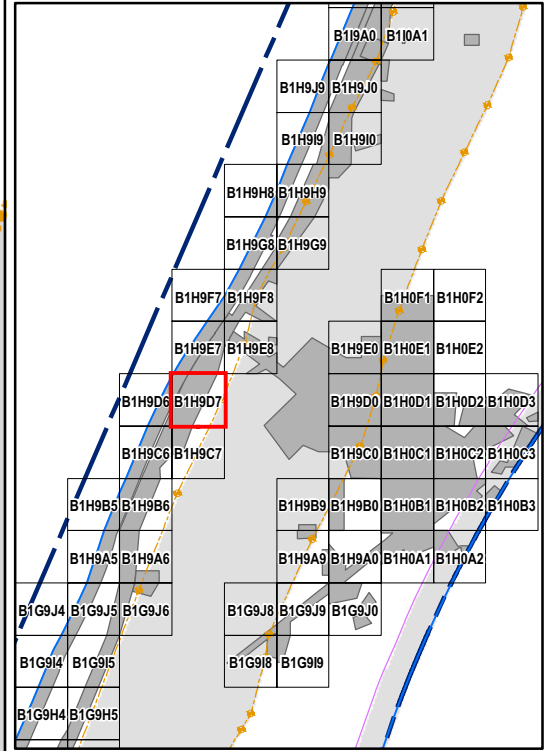 B1I9A0 B1I0A1
B1H9J9 B1H9J0
B1H9I9 B1H9I0
B1H9H8 B1H9H9
B1H9G8 B1H9G9
B1H9F7 B1H9F8 B1H0F1 B1H0F2
B1H9E7 B1H9E8 B1H9E0 B1H0E1 B1H0E2
B1H9D6 B1H9D7 B1H9D0 B1H0D1 B1H0D2 B1H0D3
B1H9C6 B1H9C7 B1H9C0 B1H0C1 B1H0C2 B1H0C3
B1H9B5 B1H9B6 B1H9B9 B1H9B0 B1H0B1 B1H0B2 B1H0B3
B1H9A5 B1H9A6 B1H9A9 B1H9A0 B1H0A1 B1H0A2
B1G9J4 B1G9J5 B1G9J6 B1G9J8 B1G9J9 B1G9J0
B1G9I4 B1G9I5 B1G9I8 B1G9I9
B1G9H4 B1G9H5